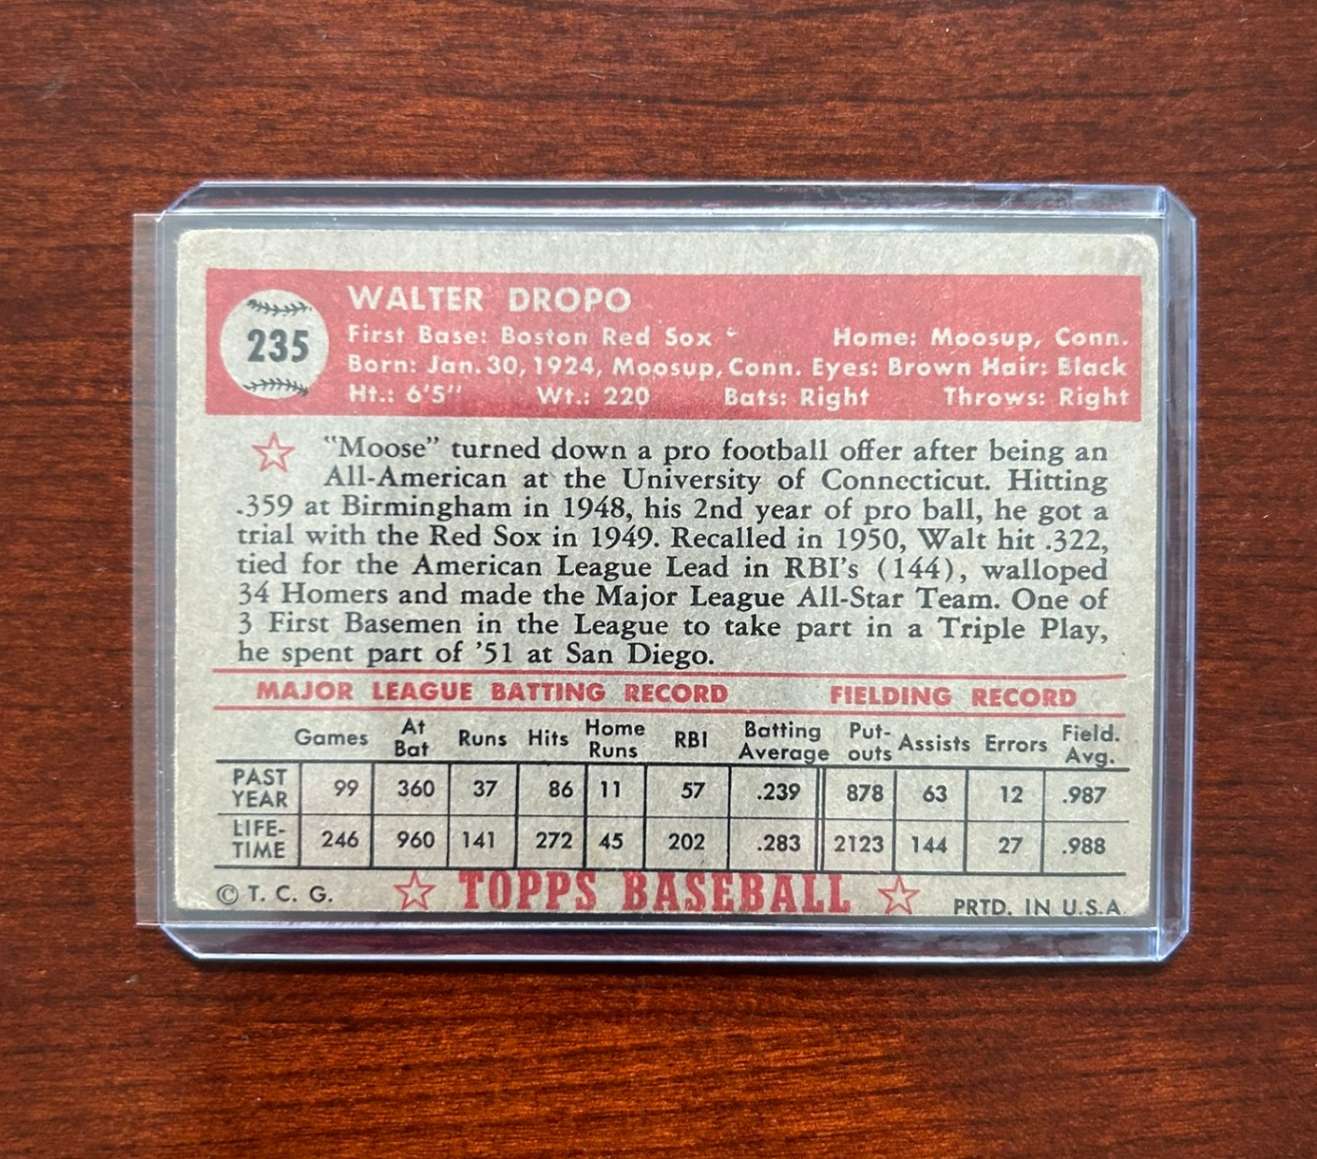 WALTER DROPO
235
First Base: Boston Red Sox Home: Moosup, Conn.
Born: Jan. 30, 1924, Moosup, Conn. Eyes: Brown Hair: Black
Ht.: 6'5" Wt.: 220 Bats: Right Throws: Right
"Moose" turned down a pro football offer after being an
All-American at the University of Connecticut. Hitting
.359 at Birmingham in 1948, his 2nd year of pro ball, he got a
trial with the Red Sox in 1949. Recalled in 1950, Walt hit .322,
tied for the American League Lead in RBI's (144), walloped
34 Homers and made the Major League All-Star Team. One of
3 First Basemen in the League to take part in a Triple Play,
he spent part of '51 at San Diego.
MAJOR LEAGUE BATTING RECORD FIELDING RECORD
Games At Bat Runs Hits Home Runs RBI Batting Average Put-outs Assists Errors Field. Avg.
PAST YEAR 99 360 37 86 11 57 .239 878 63 12 .987
LIFE-TIME 246 960 141 272 45 202 .283 2123 144 27 .988
© T. C. G. ☆ TOPPS BASEBALL ☆ PRTD. IN U.S.A.